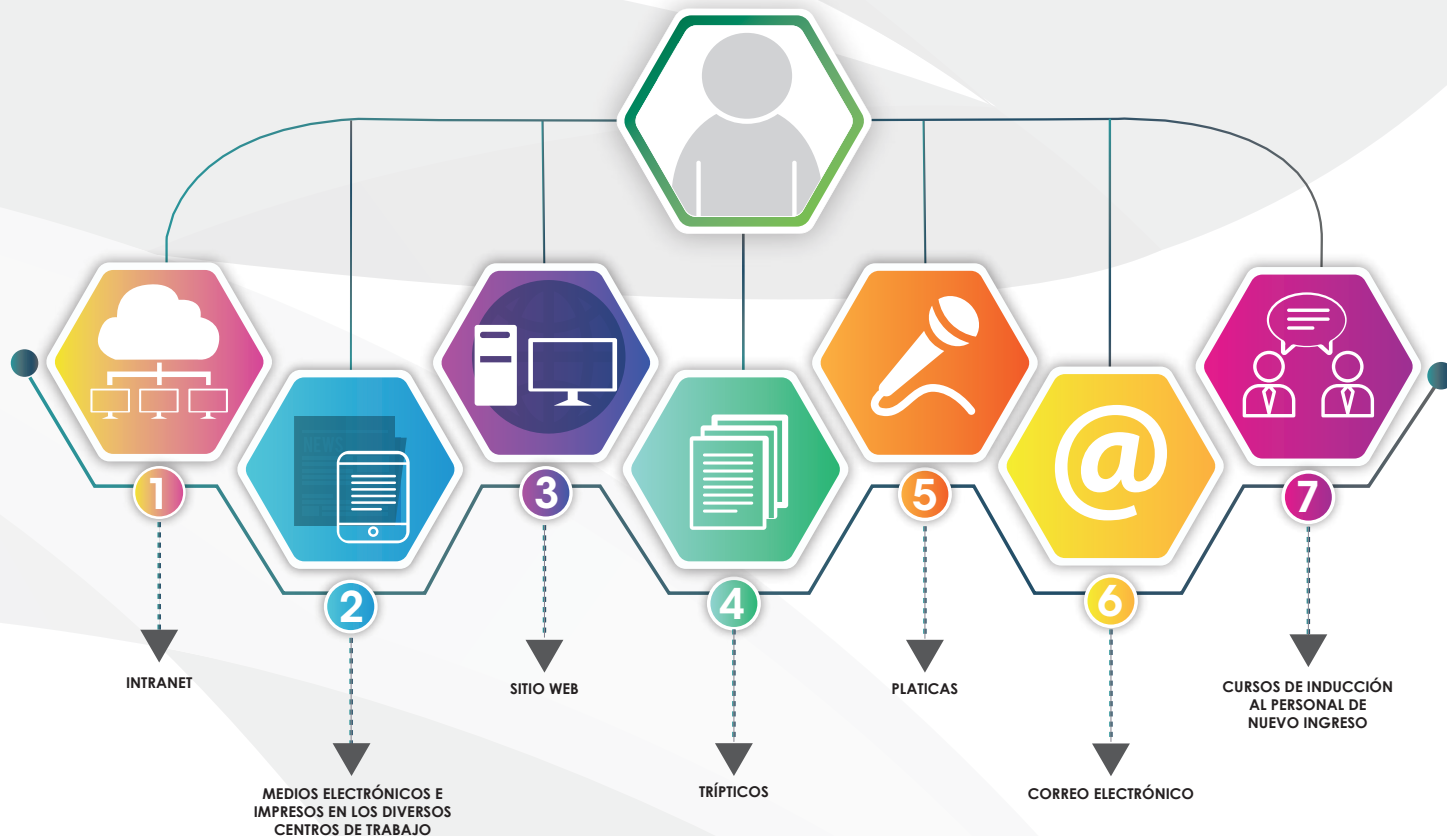 NEWS
@
1
2
3
4
5
6
7
INTRANET
MEDIOS ELECTRÓNICOS E
IMPRESOS EN LOS DIVERSOS
CENTROS DE TRABAJO
SITIO WEB
TRÍPTICOS
PLATICAS
CORREO ELECTRÓNICO
CURSOS DE INDUCCIÓN
AL PERSONAL DE
NUEVO INGRESO